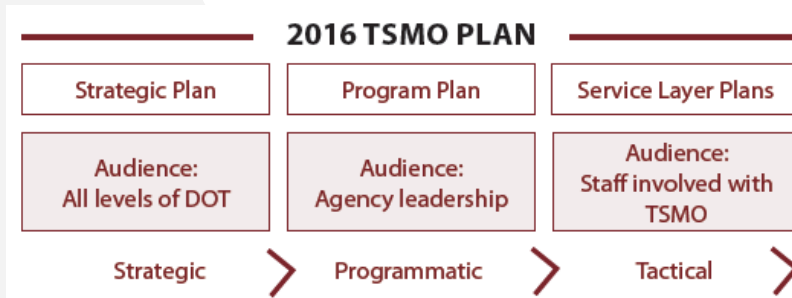 2016 TSMO PLAN
Strategic Plan
Program Plan
Service Layer Plans
Audience:
All levels of DOT
Audience:
Agency leadership
Audience:
Staff involved with
TSMO
Strategic
Programmatic
Tactical